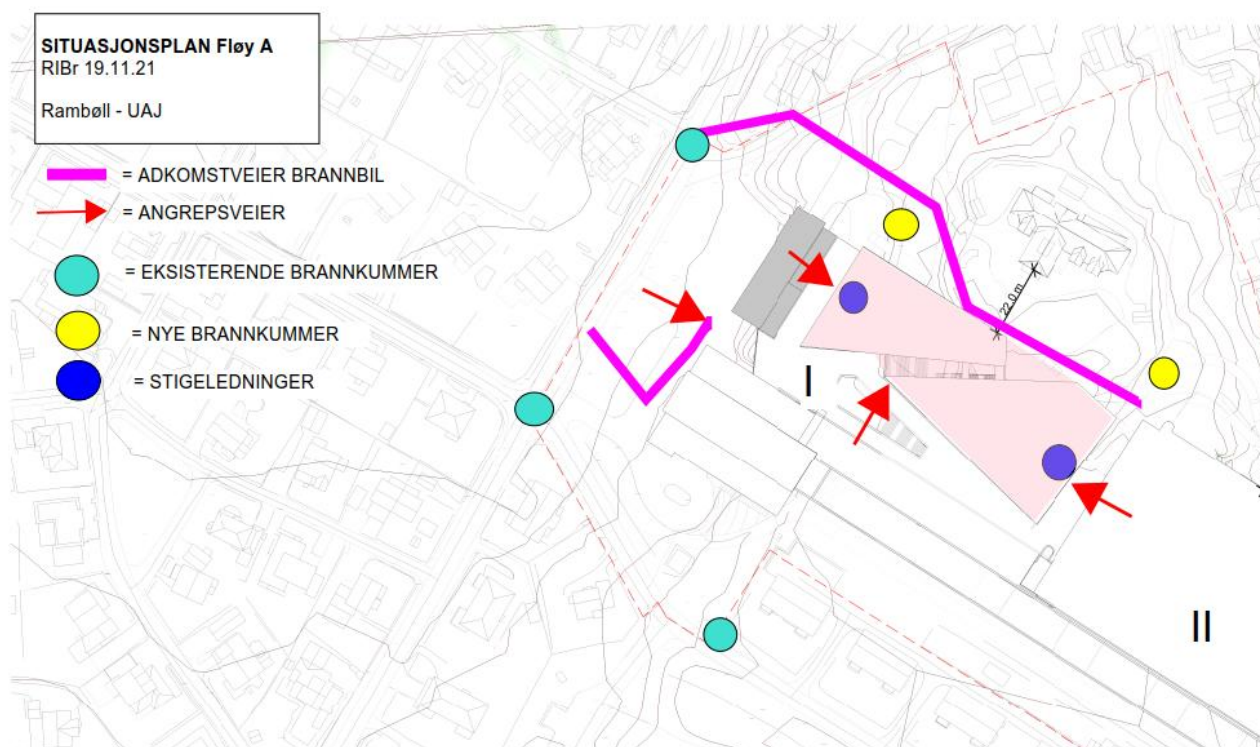 SITUASJONSPLAN Fløy A
RIBr 19.11.21
Rambøll - UAJ
= ADKOMSTVEIER BRANNBIL
= ANGREPSVEIER
= EKSISTERENDE BRANNKUMMER
= NYE BRANNKUMMER
= STIGELEDNINGER
22.0 m
I
II